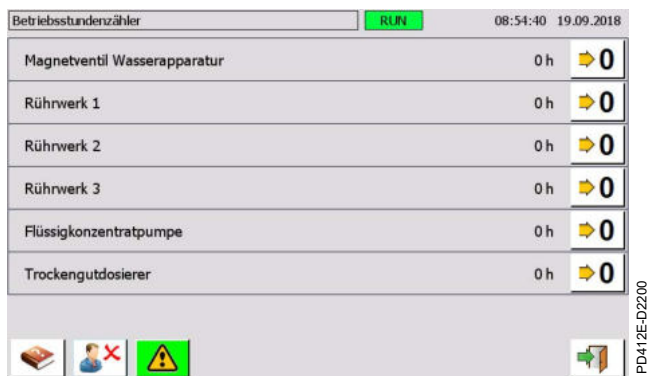 Betriebsstundenzähler RUN 08:54:40 19.09.2018
Magnetventil Wasserapparatur 0 h 0
Rührwerk 1 0 h 0
Rührwerk 2 0 h 0
Rührwerk 3 0 h 0
Flüssigkonzentratpumpe 0 h 0
Trockengutdosierer 0 h 0
PD412E-D2200